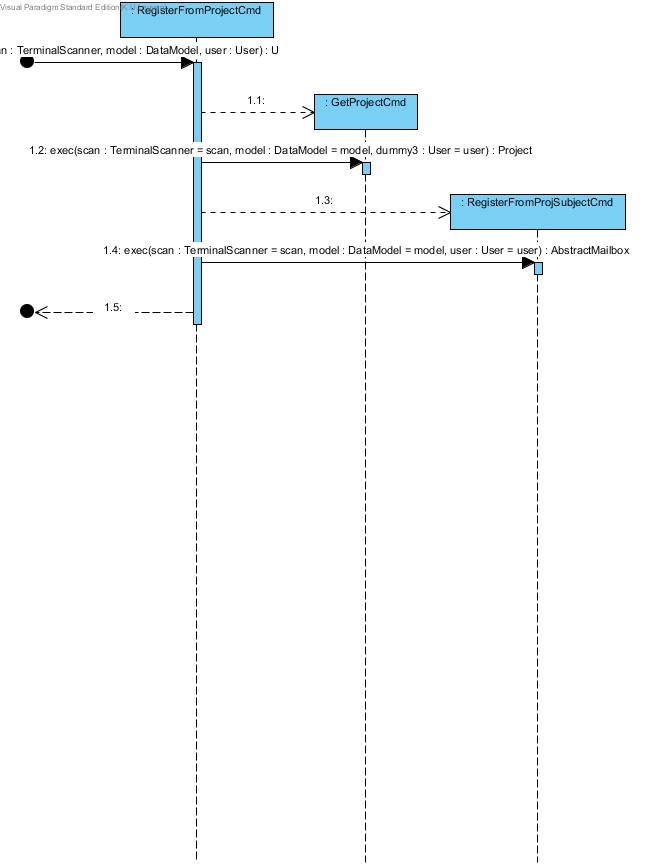 Visual Paradigm Standard Edition
: RegisterFromProjectCmd
n : TerminalScanner, model : DataModel, user : User) : U
1.1:
: GetProjectCmd
1.2: exec(scan : TerminalScanner = scan, model : DataModel = model, dummy3 : User = user) : Project
1.3:
: RegisterFromProjSubjectCmd
1.4: exec(scan : TerminalScanner = scan, model : DataModel = model, user : User = user) : AbstractMailbox
1.5: